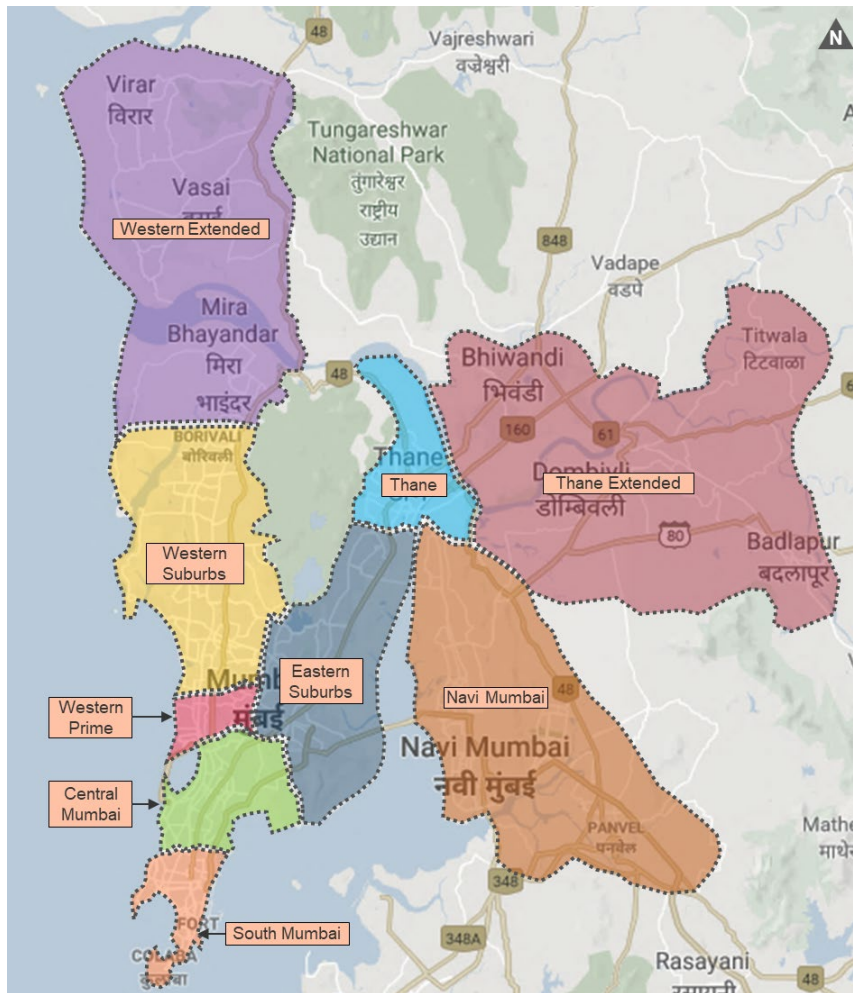 48
Vajreshwari
वज्रेश्वरी
N
Virar
विरार
Tungareshwar
National Park
तुंगारेश्वर
राष्ट्रीय
उद्यान
Vasai
Western Extended
848
Vadape
वडपे
Mira
Bhayandar
मिरा
भाईंदर
48
Bhiwandi
भिवंडी
Titwala
टिटवाळा
160
61
BORIVALI
बोरिवली
Thane
Thane
Dombivli
Thane Extended
डोम्बिवली
80
Badlapur
बदलापूर
Western
Suburbs
Eastern
Suburbs
मुंबई
Navi Mumbai
48
Western
Prime
Navi Mumbai
नवी मुंबई
Central
Mumbai
PANVEL
पनवेल
348
FORT
South Mumbai
348A
COLABA
कुलाबा
Rasayani
48